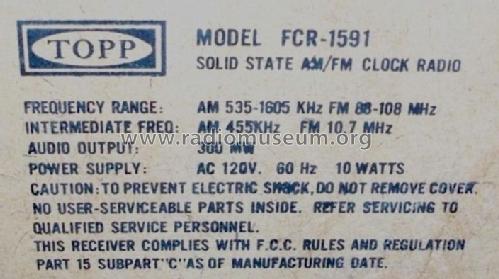 TOPP
MODEL FCR-1591
SOLID STATE AM/FM CLOCK RADIO
FREQUENCY RANGE: AM 535-1605 KHz FM 88-108 MHz
INTERMEDIATE FREQ: AM 455KHz FM 10.7 MHz
www.radiomuseum.org
AUDIO OUTPUT: 360 MW
POWER SUPPLY: AC 120V. 60 Hz 10 WATTS
CAUTION: TO PREVENT ELECTRIC SHOCK, DO NOT REMOVE COVER.
NO USER-SERVICEABLE PARTS INSIDE. REFER SERVICING TO
QUALIFIED SERVICE PERSONNEL.
THIS RECEIVER COMPLIES WITH F.C.C. RULES AND REGULATION
PART 15 SUBPART "C" AS OF MANUFACTURING DATE.